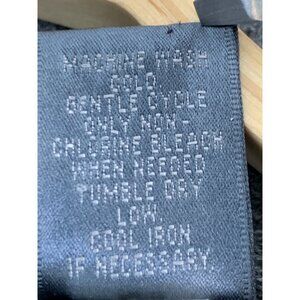 MACHINE WASH
COLD
GENTLE CYCLE
ONLY NON-
CHLORINE BLEACH
WHEN NEEDED
TUMBLE DRY
LOW.
COOL IRON
IF NECESSARY.